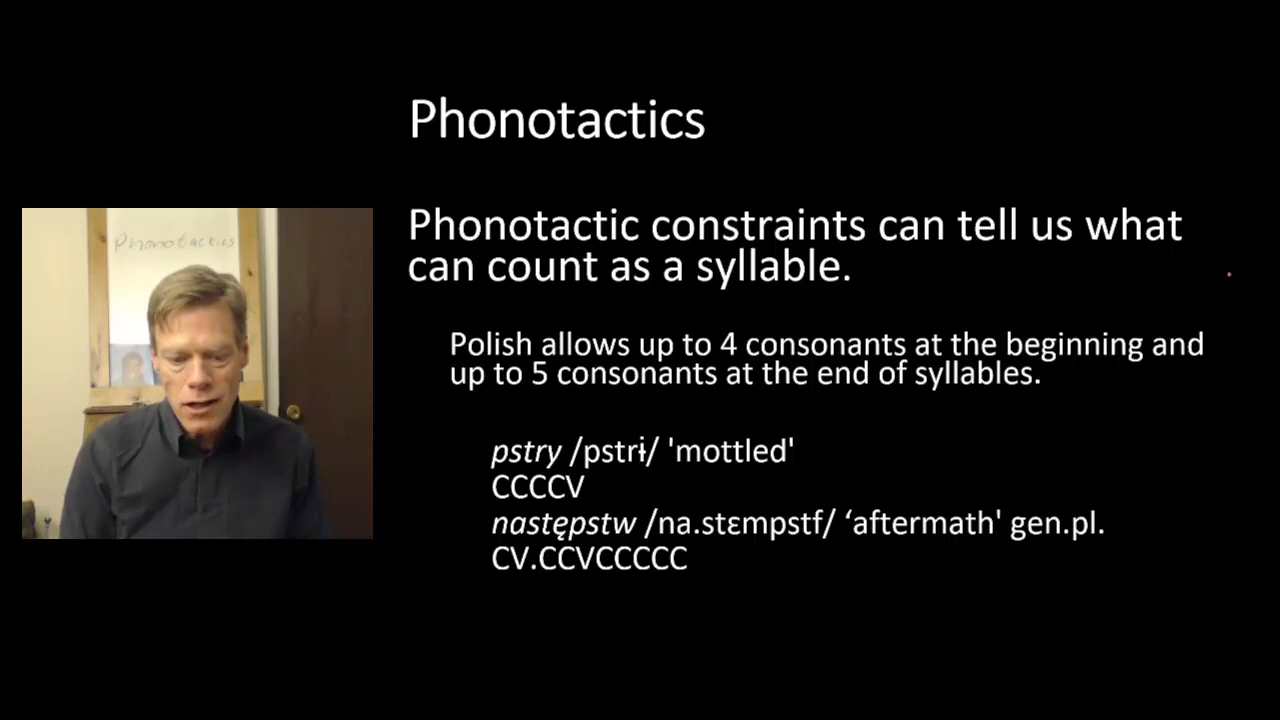 Phonotactics
Phonotactics
Phonotactic constraints can tell us what
can count as a syllable.
Polish allows up to 4 consonants at the beginning and
up to 5 consonants at the end of syllables.
pstry /pstrɨ/ 'mottled'
CCCCV
następstw /na.stɛmpstf/ ‘aftermath' gen.pl.
CV.CCVCCCCC